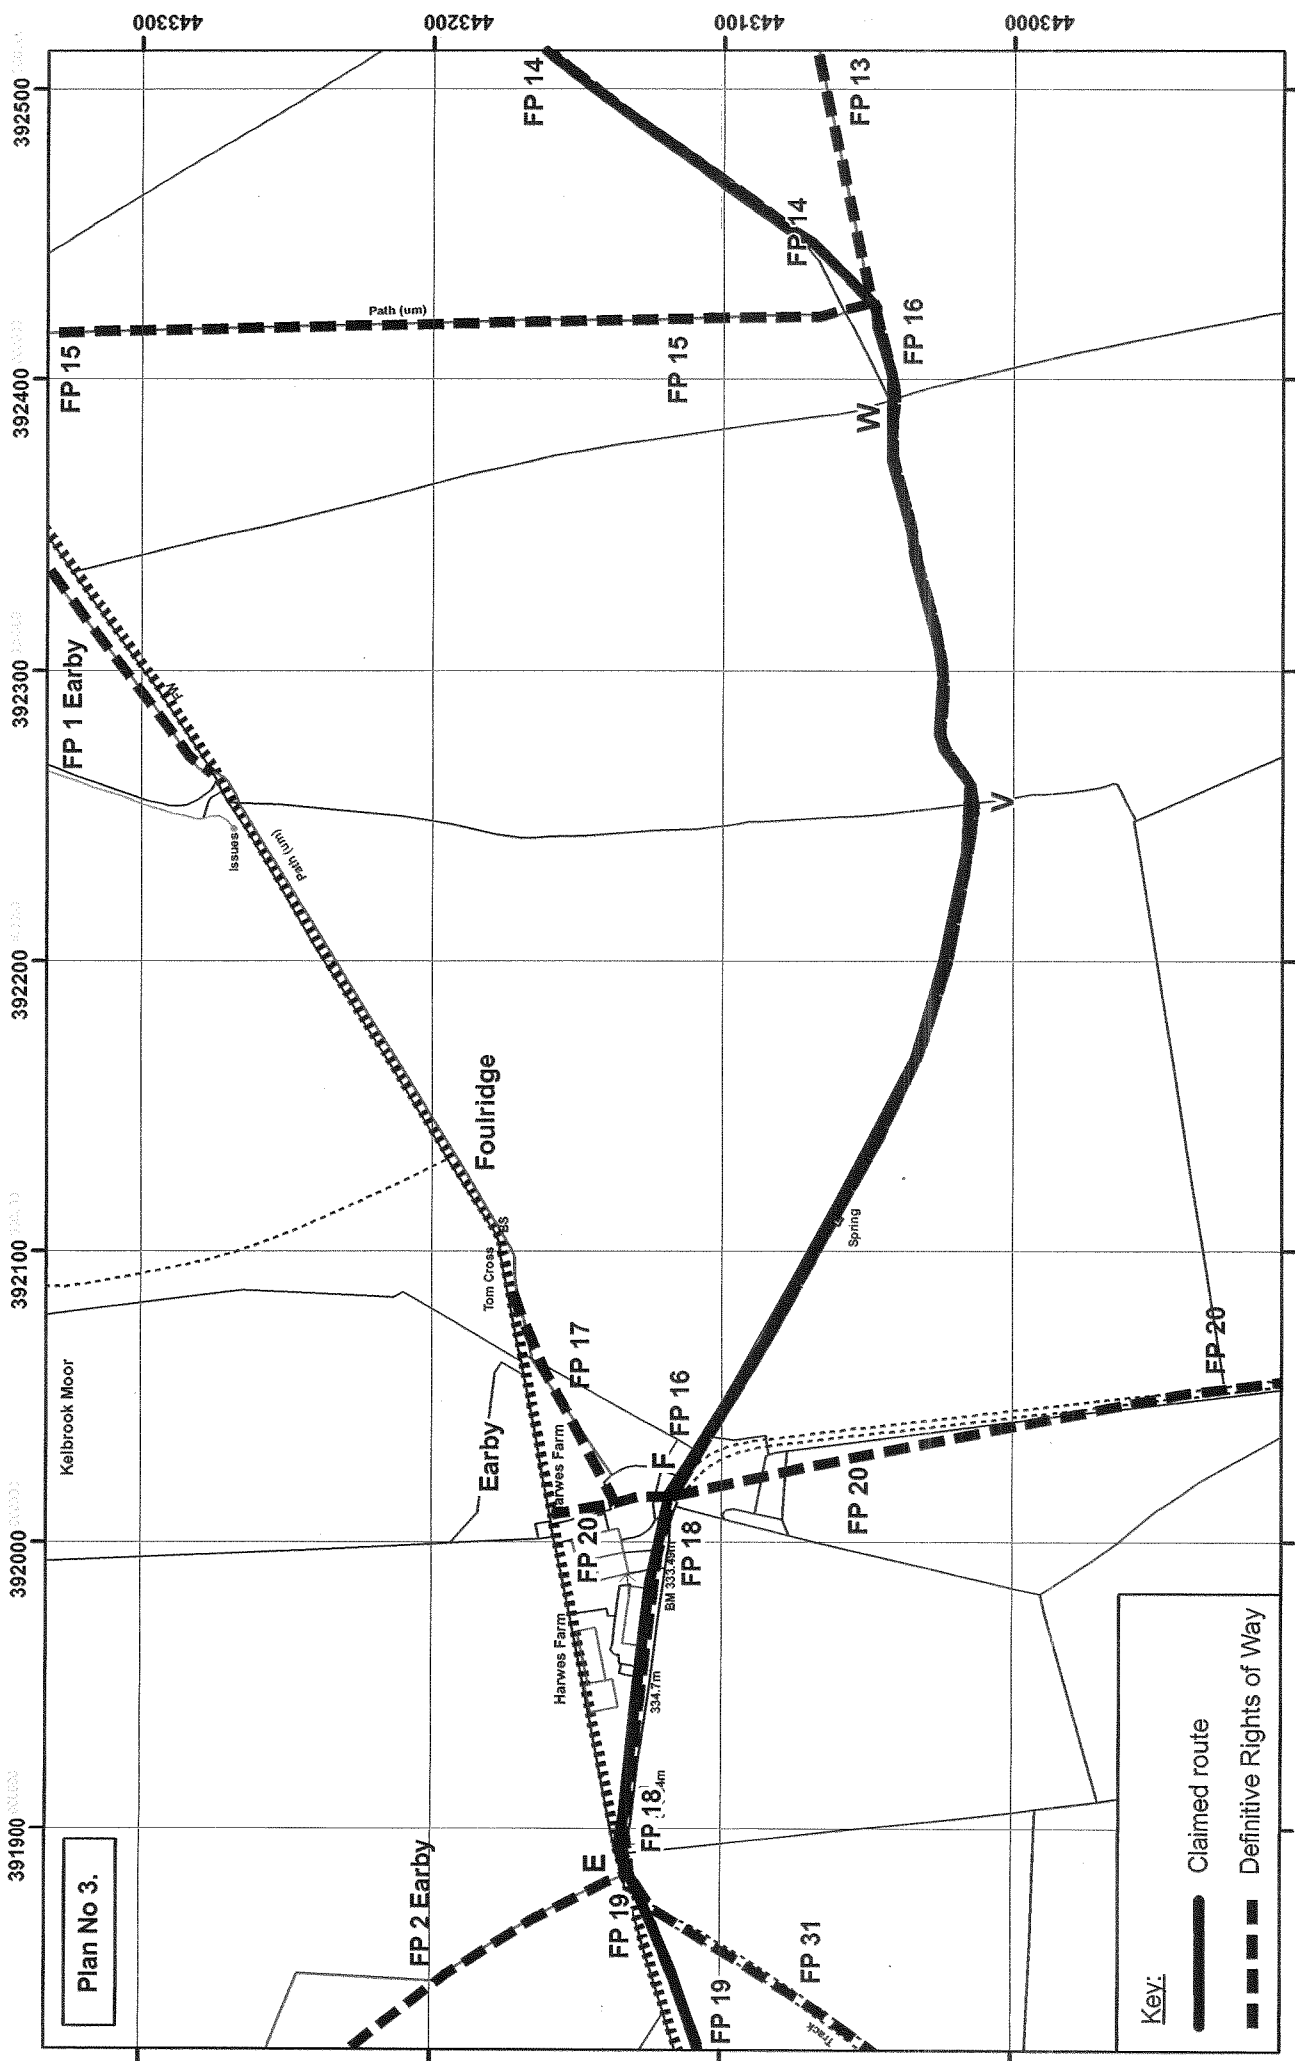 Plan No 3.
391900
392000
392100
392200
392300
392400
392500
443300
443200
443100
443000
Kelbrook Moor
FP 1 Earby
FW
Issues
Path (um)
FP 15
Path (um)
FP 15
FP 14
FP 14
FP 13
FP 16
W
V
Foulridge
Tom Cross
BS
Earby
FP 17
Harwes Farm
FP 20
Harwes Farm
FP 16
F
FP 18
BM 333.49m
334.7m
Spring
FP 20
FP 20
FP 2 Earby
E
FP 18
FP 19
FP 19
FP 31
Track
Key:
Claimed route
Definitive Rights of Way